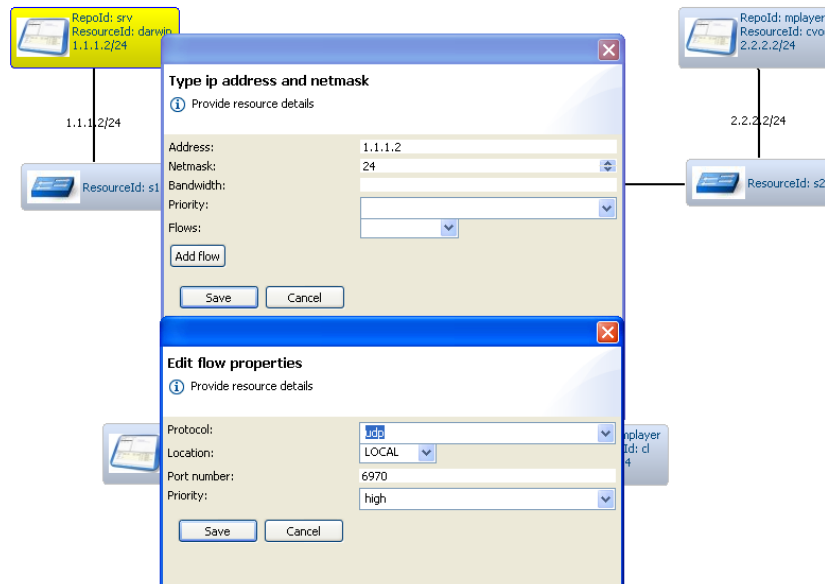 RepoId: srv
ResourceId: darwin
1.1.1.2/24
RepoId: mplayer
2.2.2.2/24
1.1.1.2/24
2.2.2.2/24
ResourceId: s1
ResourceId: s2
Type ip address and netmask
Provide resource details
Address: 1.1.1.2
Netmask: 24
Bandwidth:
Priority:
Flows:
Add flow
Save Cancel
Edit flow properties
Provide resource details
Protocol: udp
Location: LOCAL
Port number: 6970
Priority: high
Save Cancel
mplayer
Id: cl
4